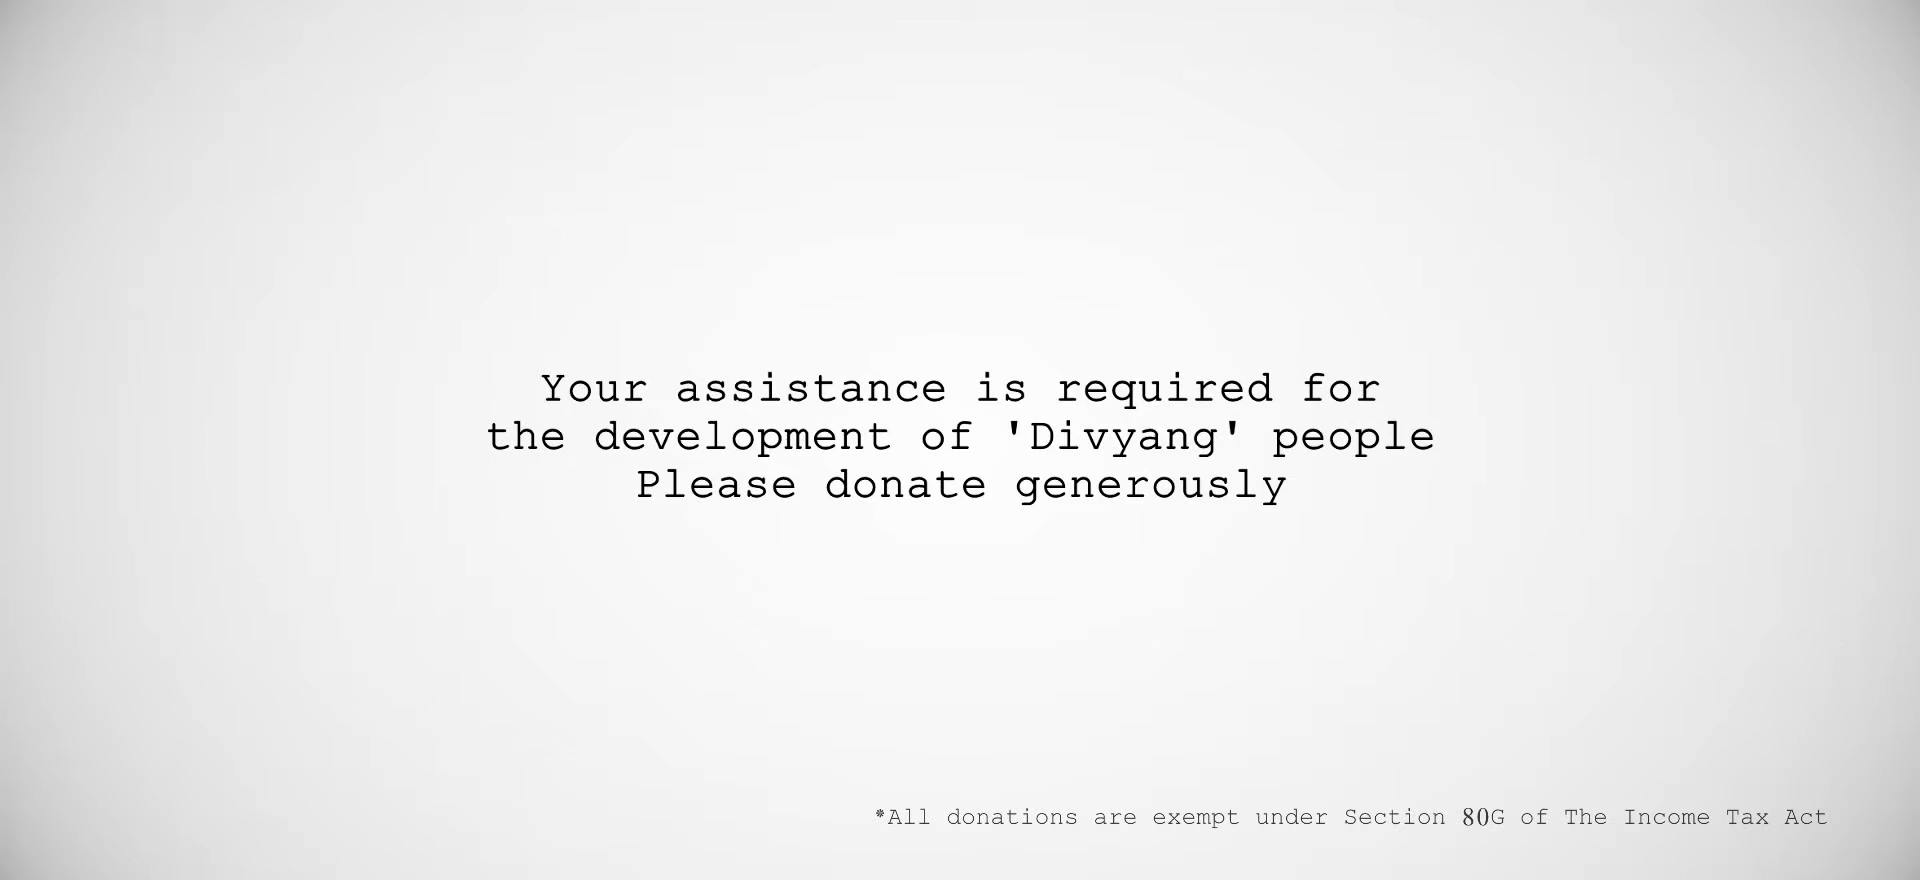 Your assistance is required for
the development of 'Divyang' people
Please donate generously
*All donations are exempt under Section 80G of The Income Tax Act